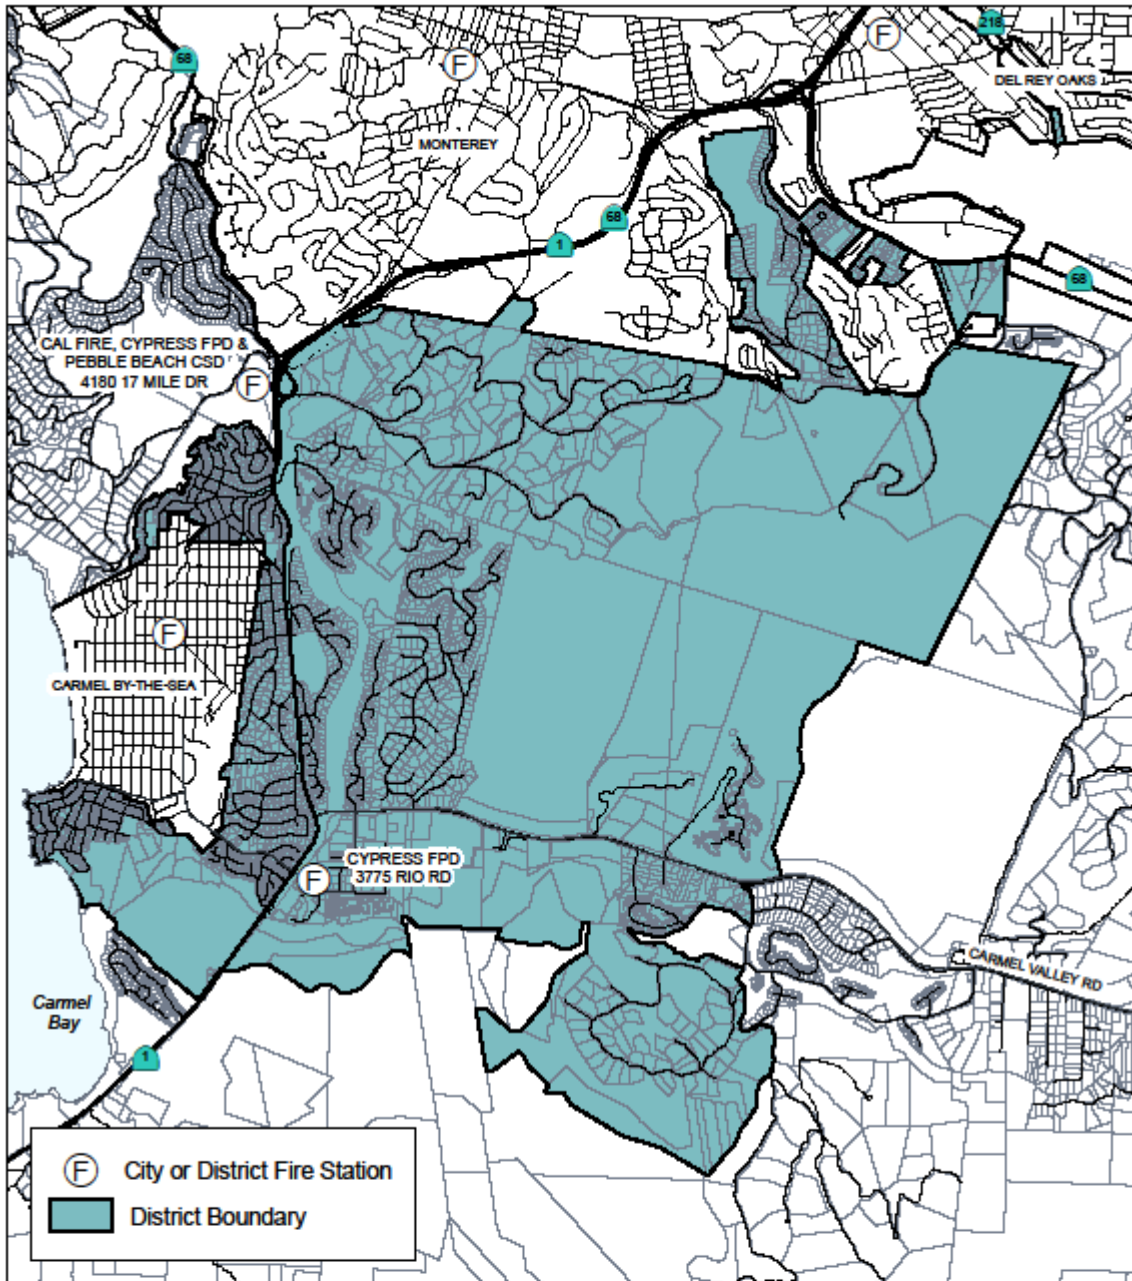 F
218
68
F
DEL REY OAKS
MONTEREY
68
1
68
CAL FIRE, CYPRESS FPD &
PEBBLE BEACH CSD
4180 17 MILE DR
F
F
CARMEL BY-THE-SEA
CYPRESS FPD
3775 RIO RD
F
CARMEL VALLEY RD
Carmel
Bay
1
F City or District Fire Station
District Boundary